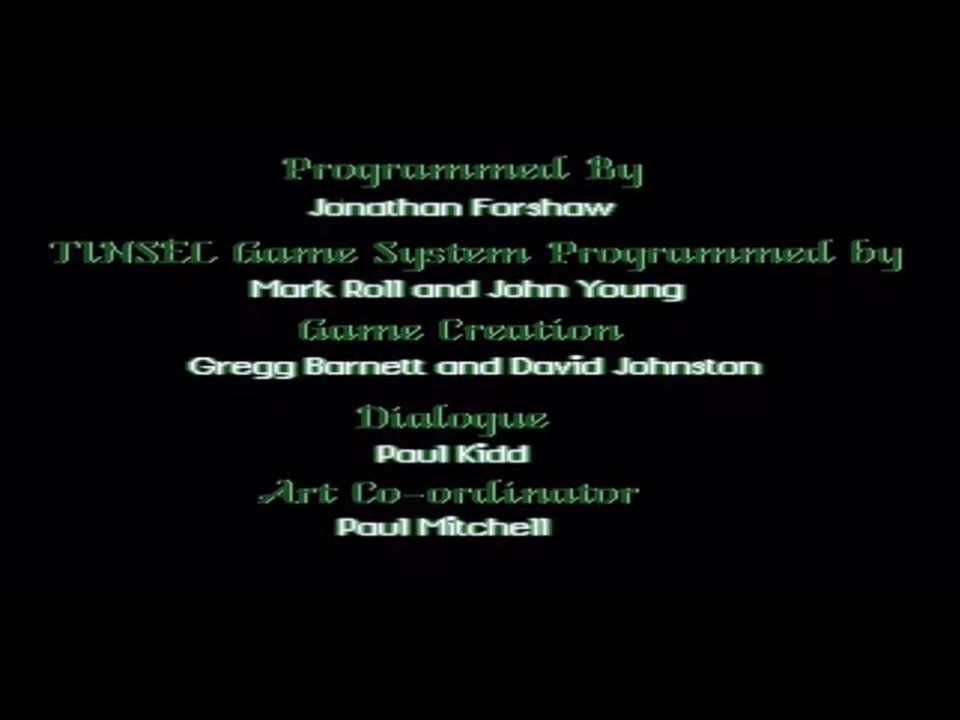 Programmed By
Jonathan Forshaw
TINSEL Game System Programmed by
Mark Roll and John Young
Game Creation
Gregg Barnett and David Johnston
Dialogue
Paul Kidd
Art Co-ordinator
Paul Mitchell